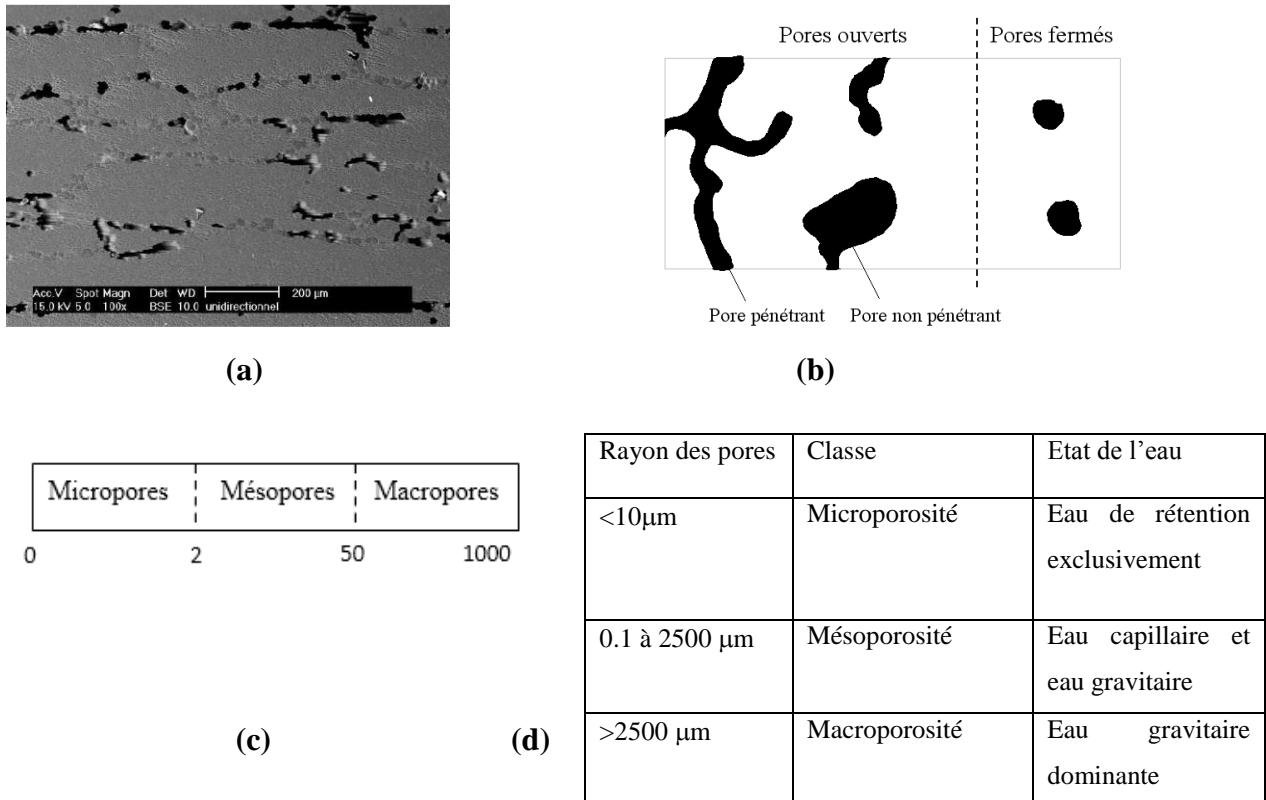 Acc.V Spot Magn Det WD 200 µm
15.0 kV 5.0 100x BSE 10.0 unidirectionnel
(a)
Pores ouverts Pores fermés
Pore pénétrant Pore non pénétrant
(b)
Micropores Mésopores Macropores
0 2 50 1000
(c)
(d)
Rayon des pores Classe Etat de l’eau
<10µm Microporosité Eau de rétention
exclusivement
0.1 à 2500 µm Mésoporosité Eau capillaire et
eau gravitaire
>2500 µm Macroporosité Eau gravitaire
dominante